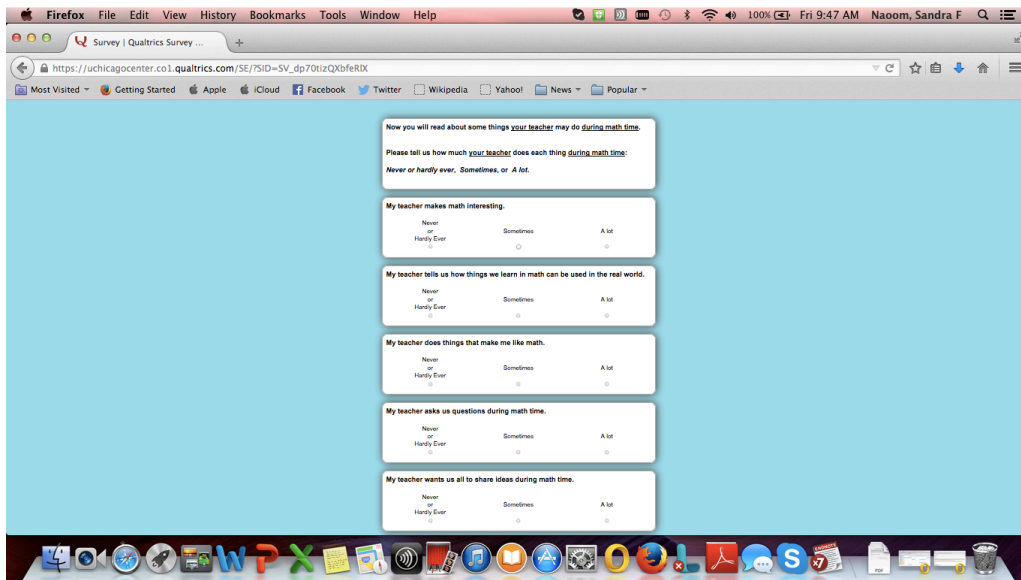 Firefox File Edit View History Bookmarks Tools Window Help 100% Fri 9:47 AM Naoom, Sandra F
Survey | Qualtrics Survey ... +
https://uchicagocenter.co1.qualtrics.com/SE/?SID=SV_dp70tizQXbfeRlX
Most Visited Getting Started Apple iCloud Facebook Twitter Wikipedia Yahoo! News Popular
Now you will read about some things your teacher may do during math time.
Please tell us how much your teacher does each thing during math time:
Never or hardly ever, Sometimes, or A lot.
My teacher makes math interesting.
Never
or Sometimes A lot
Hardly Ever
My teacher tells us how things we learn in math can be used in the real world.
Never
or Sometimes A lot
Hardly Ever
My teacher does things that make me like math.
Never
or Sometimes A lot
Hardly Ever
My teacher asks us questions during math time.
Never
or Sometimes A lot
Hardly Ever
My teacher wants us all to share ideas during math time.
Never
or Sometimes A lot
Hardly Ever